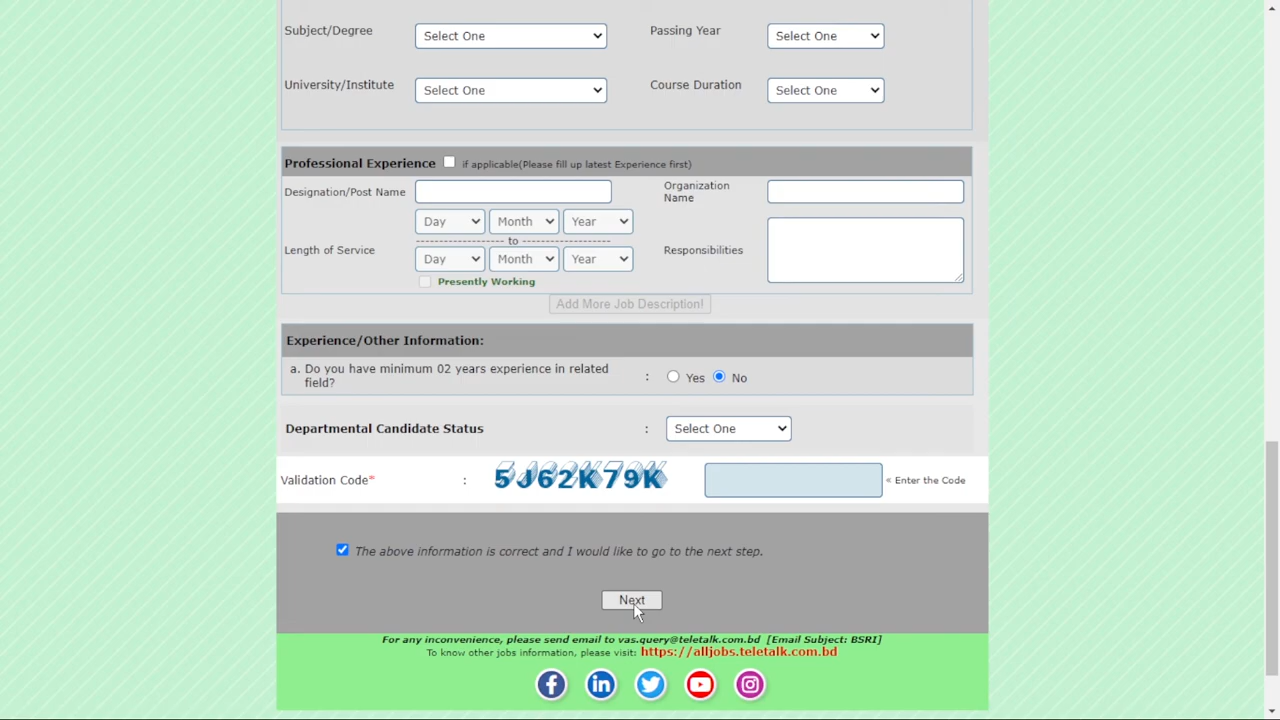 Subject/Degree Select One Passing Year Select One
University/Institute Select One Course Duration Select One
Professional Experience if applicable(Please fill up latest Experience first)
Designation/Post Name Organization Name
Day Month Year
-------------------- to -------------------
Length of Service Responsibilities
Day Month Year
Presently Working
Add More Job Description!
Experience/Other Information:
a. Do you have minimum 02 years experience in related
field? : Yes No
Departmental Candidate Status : Select One
Validation Code* : 5J62K79K « Enter the Code
The above information is correct and I would like to go to the next step.
Next
For any inconvenience, please send email to vas.query@teletalk.com.bd [Email Subject: BSRI]
To know other jobs information, please visit: https://alljobs.teletalk.com.bd